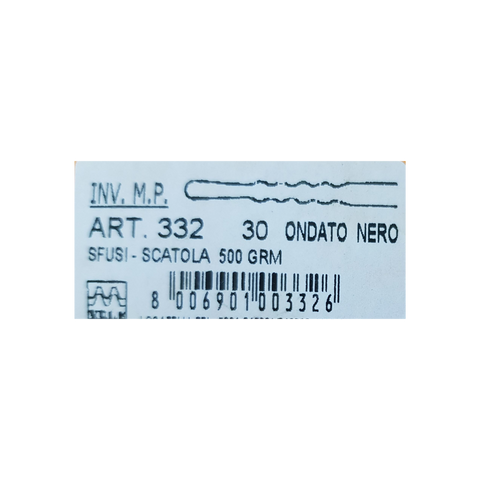 INV. M.P.
ART. 332 30 ONDATO NERO
SFUSI - SCATOLA 500 GRM
8 006901 003326